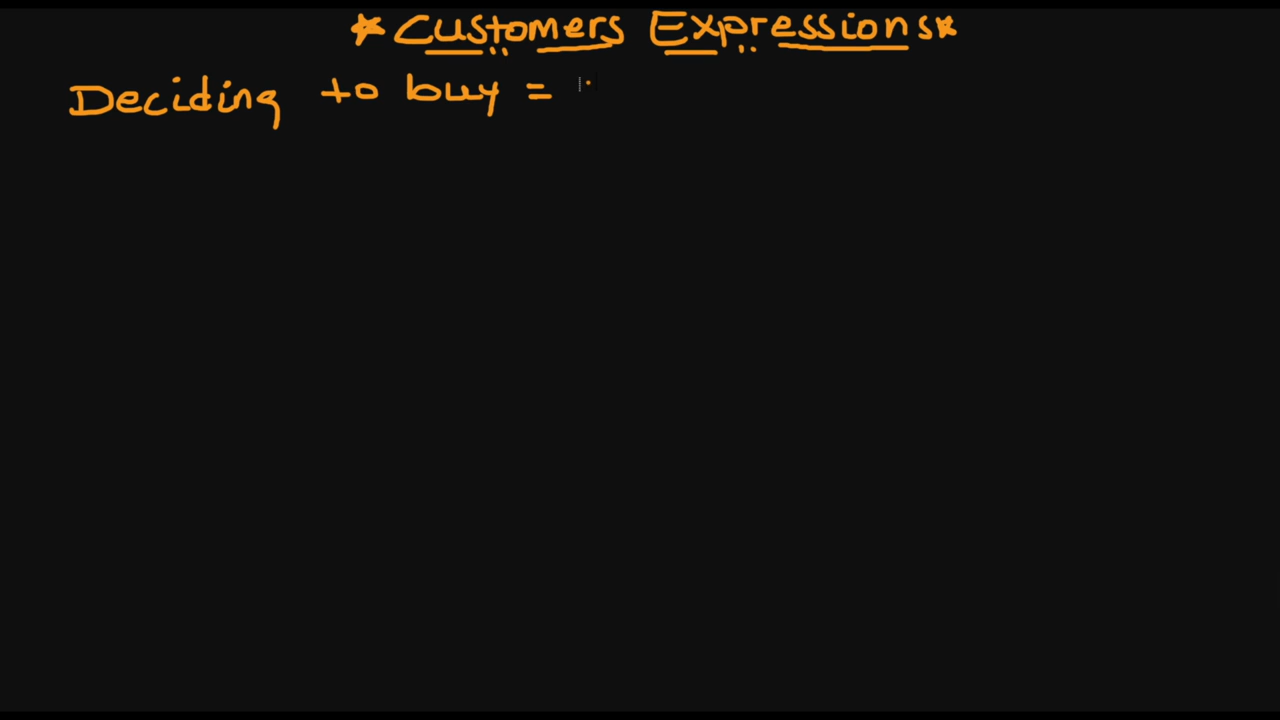 *Customers Expressions*
Deciding to buy =